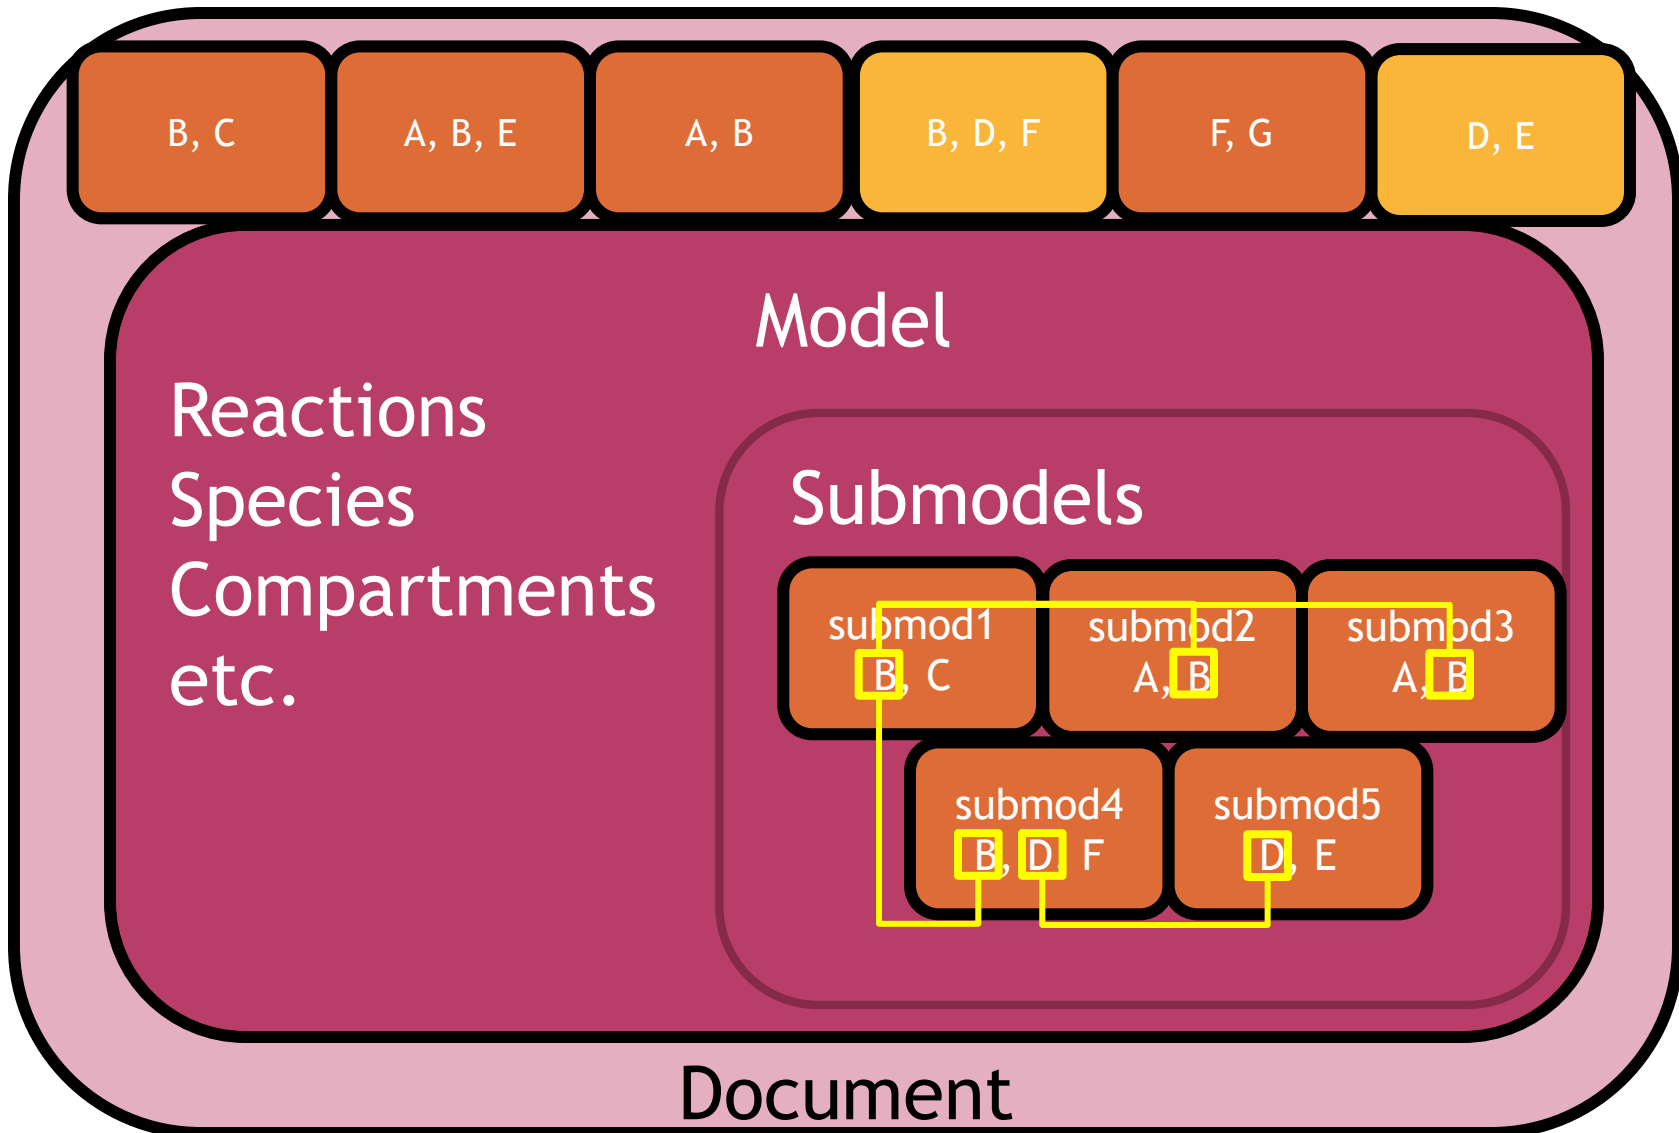 B, C
A, B, E
A, B
B, D, F
F, G
D, E
Model
Reactions
Species
Compartments
etc.
Submodels
submod1
B, C
submod2
A, B
submod3
A, B
submod4
B, D, F
submod5
D, E
Document